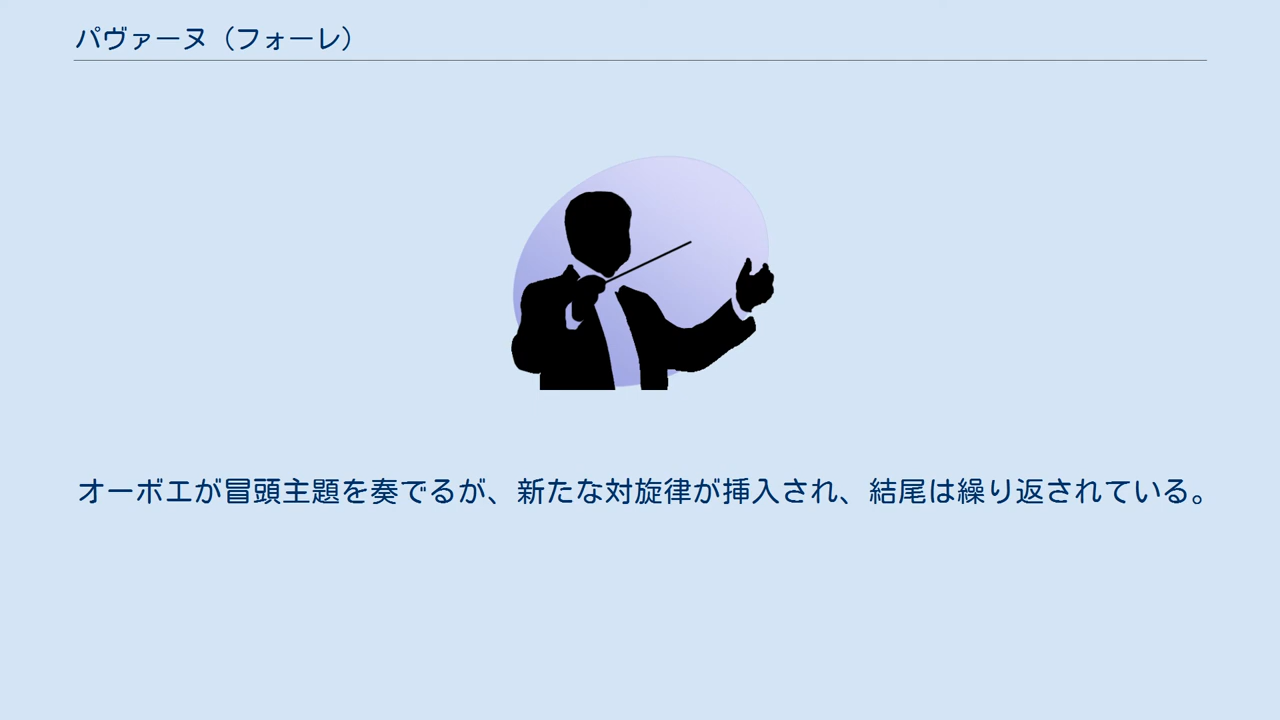 パヴァーヌ（フォーレ）
オーボエが冒頭主題を奏でるが、新たな対旋律が挿入され、結尾は繰り返されている。